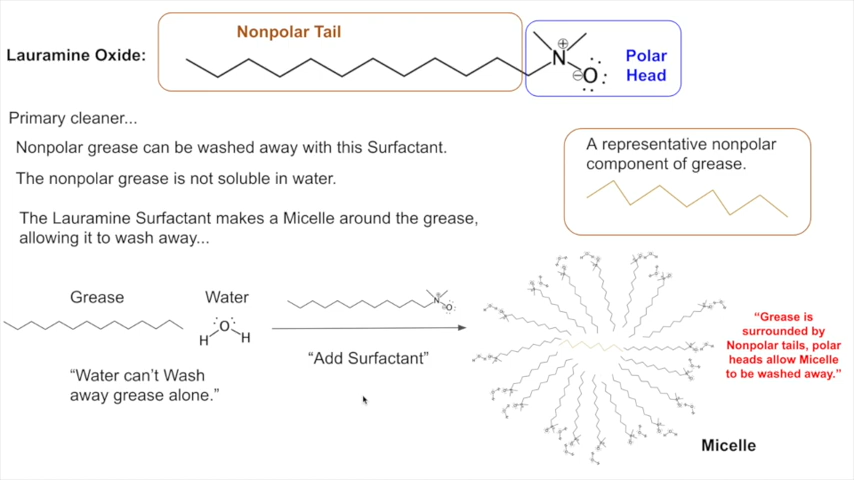 Nonpolar Tail
Lauramine Oxide:
N
O
Polar
Head
Primary cleaner...
Nonpolar grease can be washed away with this Surfactant.
The nonpolar grease is not soluble in water.
The Lauramine Surfactant makes a Micelle around the grease,
allowing it to wash away...
A representative nonpolar
component of grease.
Grease
Water
H
O
H
N
O
"Water can't Wash
away grease alone."
"Add Surfactant"
"Grease is
surrounded by
Nonpolar tails, polar
heads allow Micelle
to be washed away."
Micelle